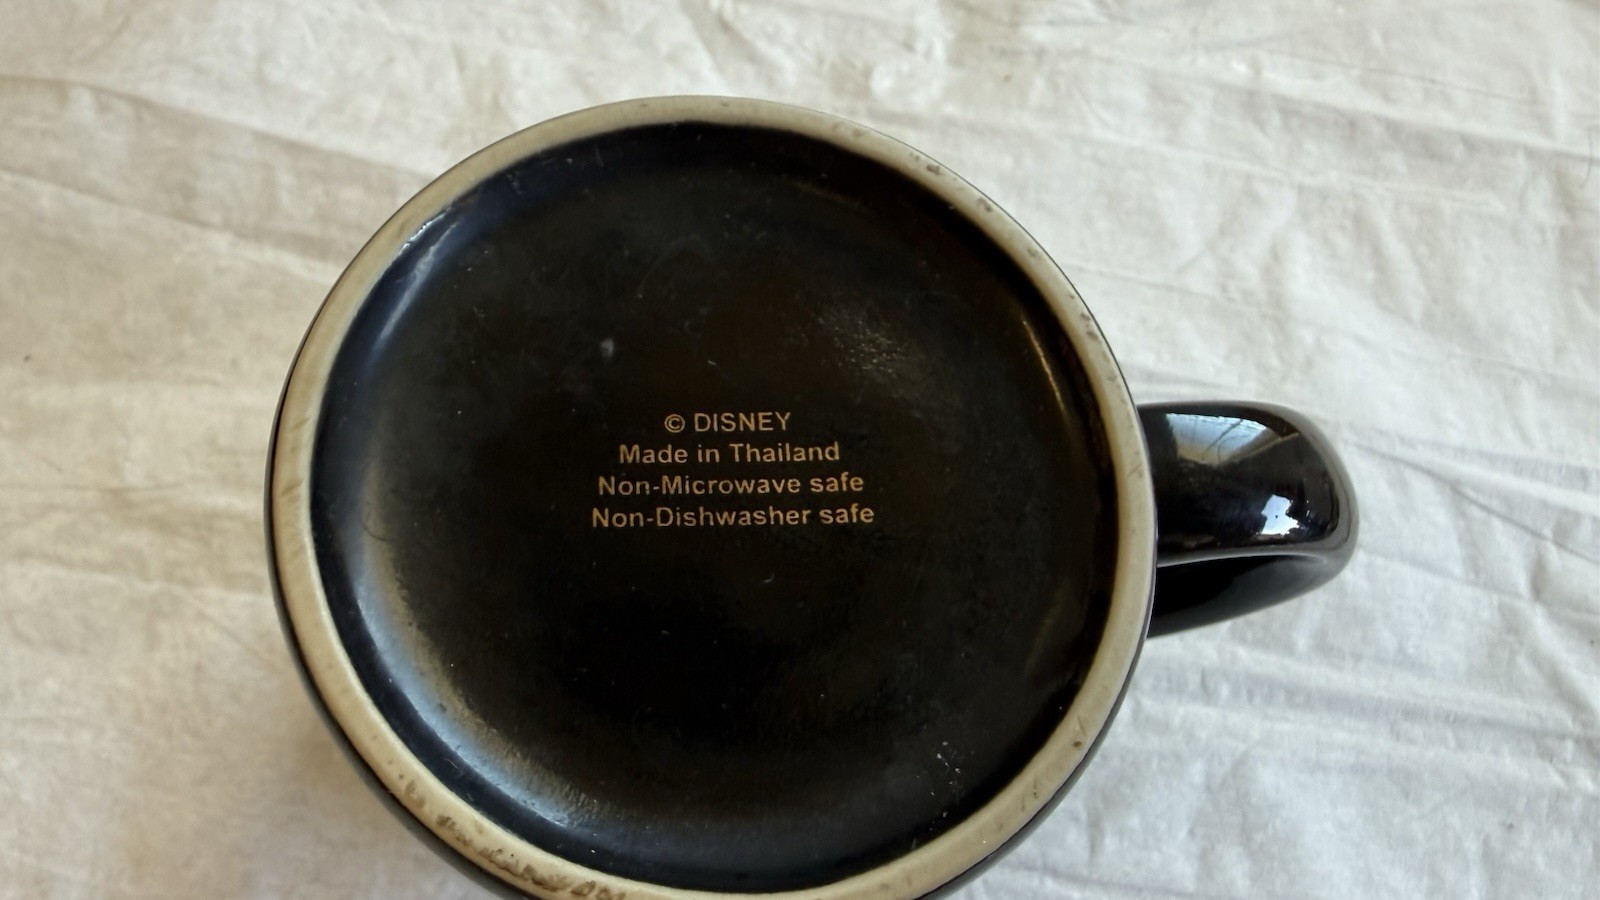 © DISNEY
Made in Thailand
Non-Microwave safe
Non-Dishwasher safe